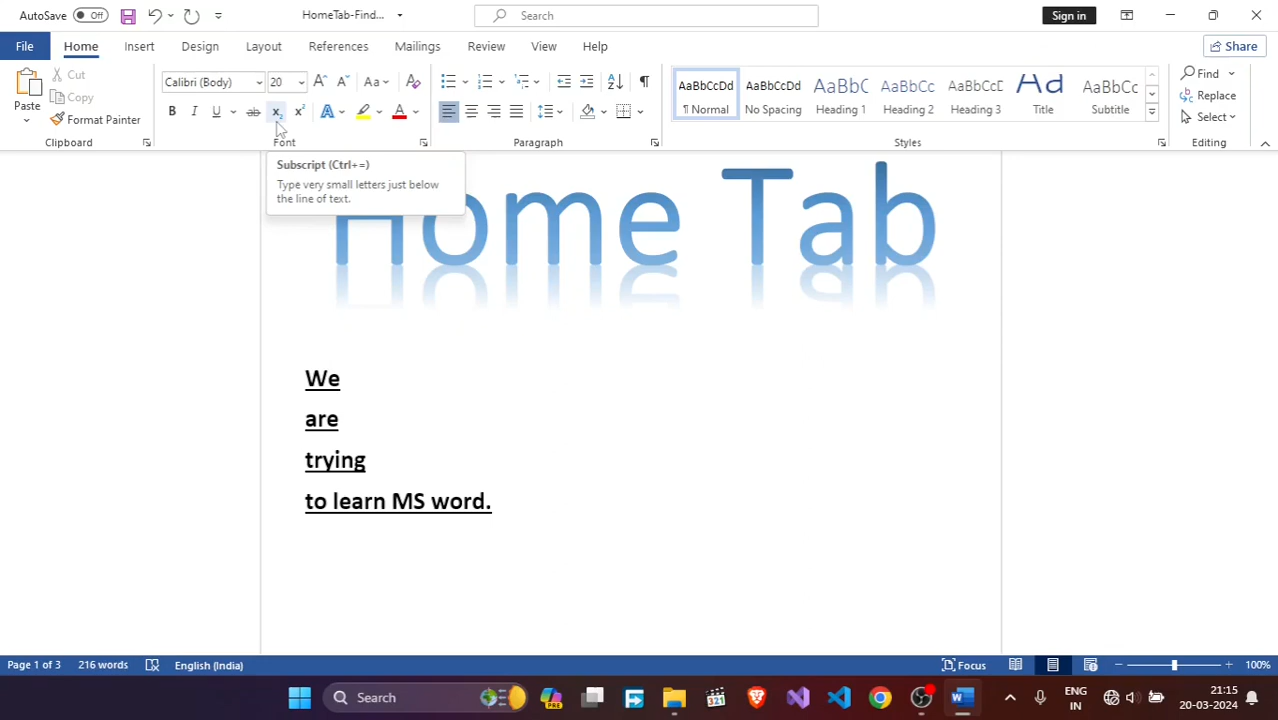 AutoSave Off HomeTab-Find... Search Sign in
File Home Insert Design Layout References Mailings Review View Help Share
Paste
Cut
Copy
Format Painter
Clipboard
Calibri (Body) 20
Font
Paragraph
AaBbCcDd AaBbCcDd AaBbC AaBbCc AaBbCcD Ad AaBbCc
¶ Normal No Spacing Heading 1 Heading 2 Heading 3 Title Subtitle
Styles
Find
Replace
Select
Editing
Subscript (Ctrl+=)
Type very small letters just below
the line of text.
Home Tab
We
are
trying
to learn MS word.
Page 1 of 3 216 words English (India) Focus 100%
Search PRE 321 ENG
IN
21:15
20-03-2024